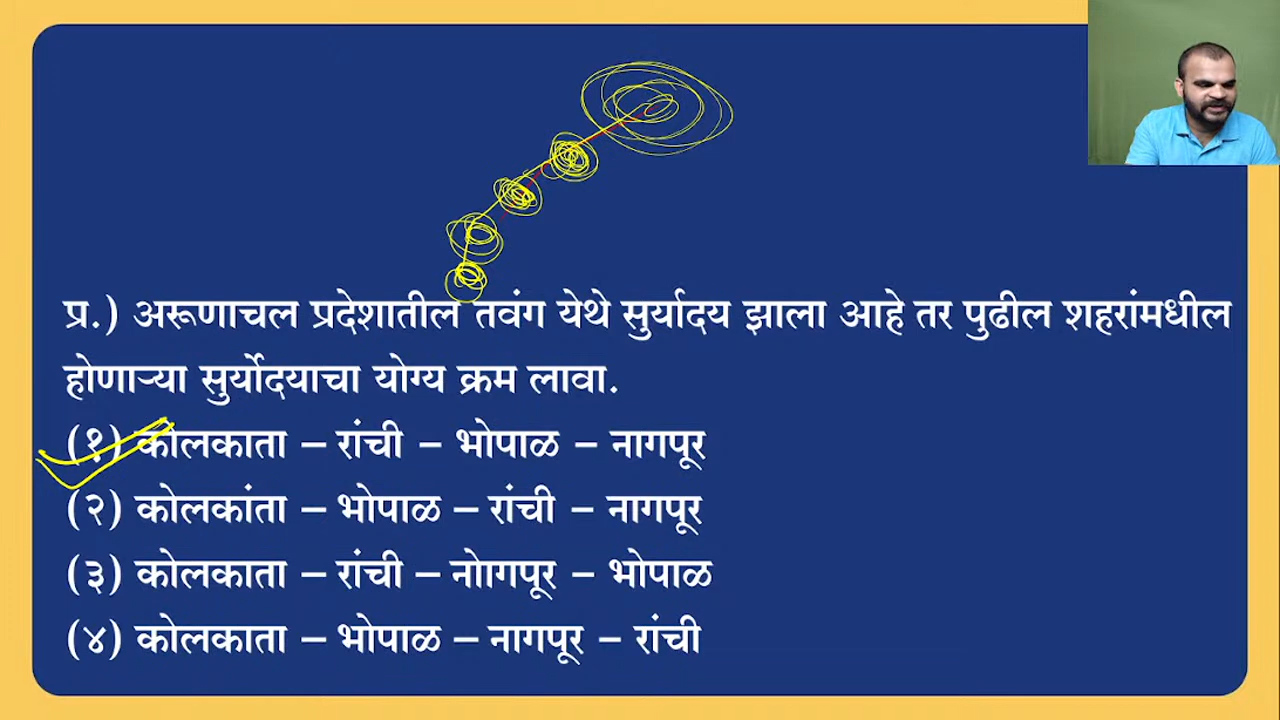 प्र.) अरूणाचल प्रदेशातील तवंग येथे सुर्यादय झाला आहे तर पुढील शहरांमधील
होणाऱ्या सुर्योदयाचा योग्य क्रम लावा.
(१) कोलकाता – रांची – भोपाळ – नागपूर
(२) कोलकांता – भोपाळ – रांची – नागपूर
(३) कोलकाता – रांची – नोागपूर – भोपाळ
(४) कोलकाता – भोपाळ – नागपूर – रांची